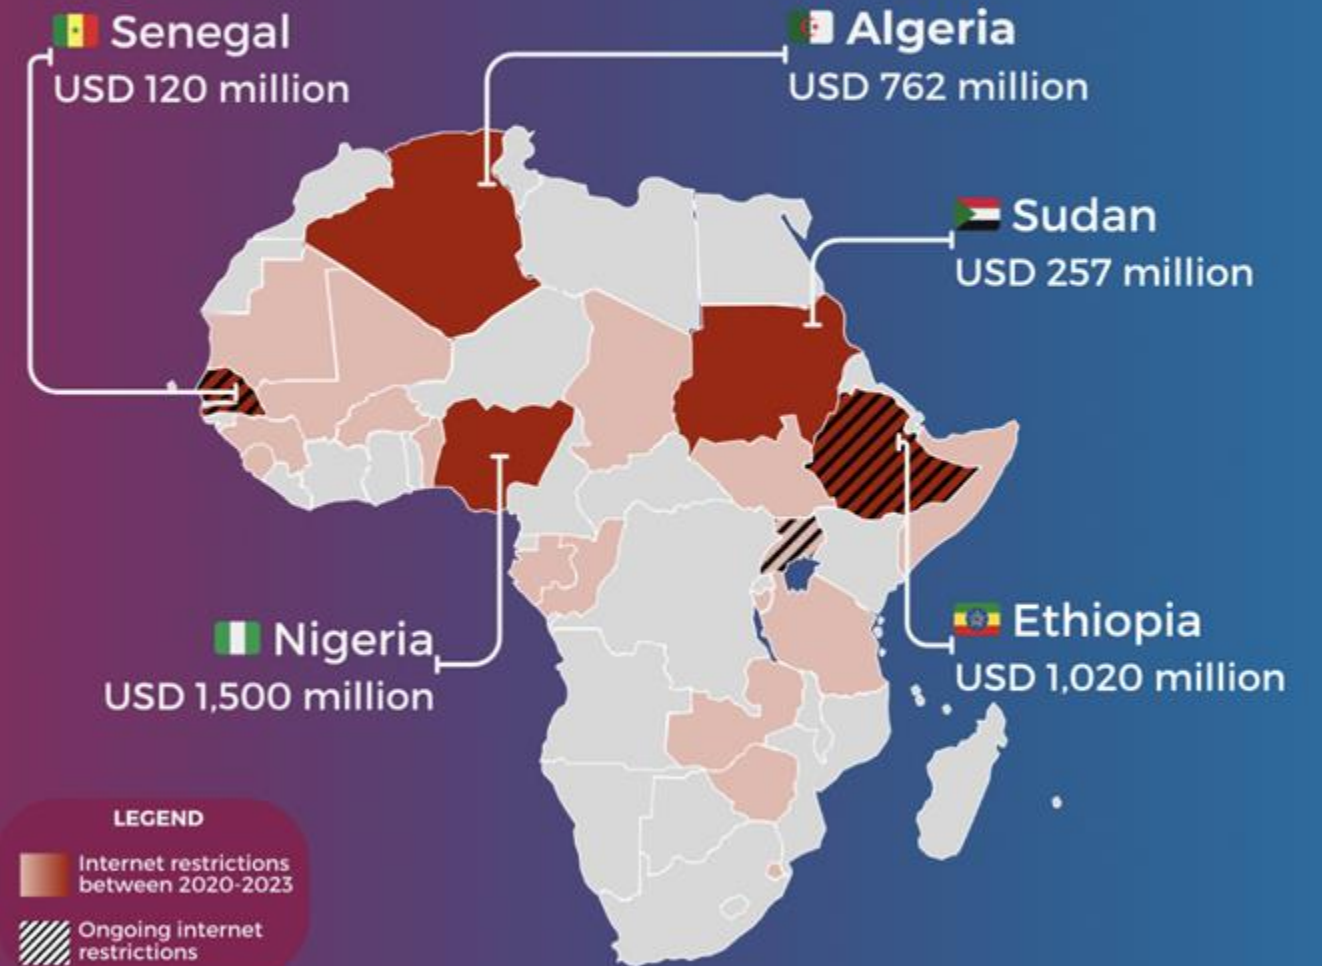 Senegal
USD 120 million
Algeria
USD 762 million
Sudan
USD 257 million
Nigeria
USD 1,500 million
Ethiopia
USD 1,020 million
LEGEND
Internet restrictions
between 2020-2023
Ongoing internet
restrictions